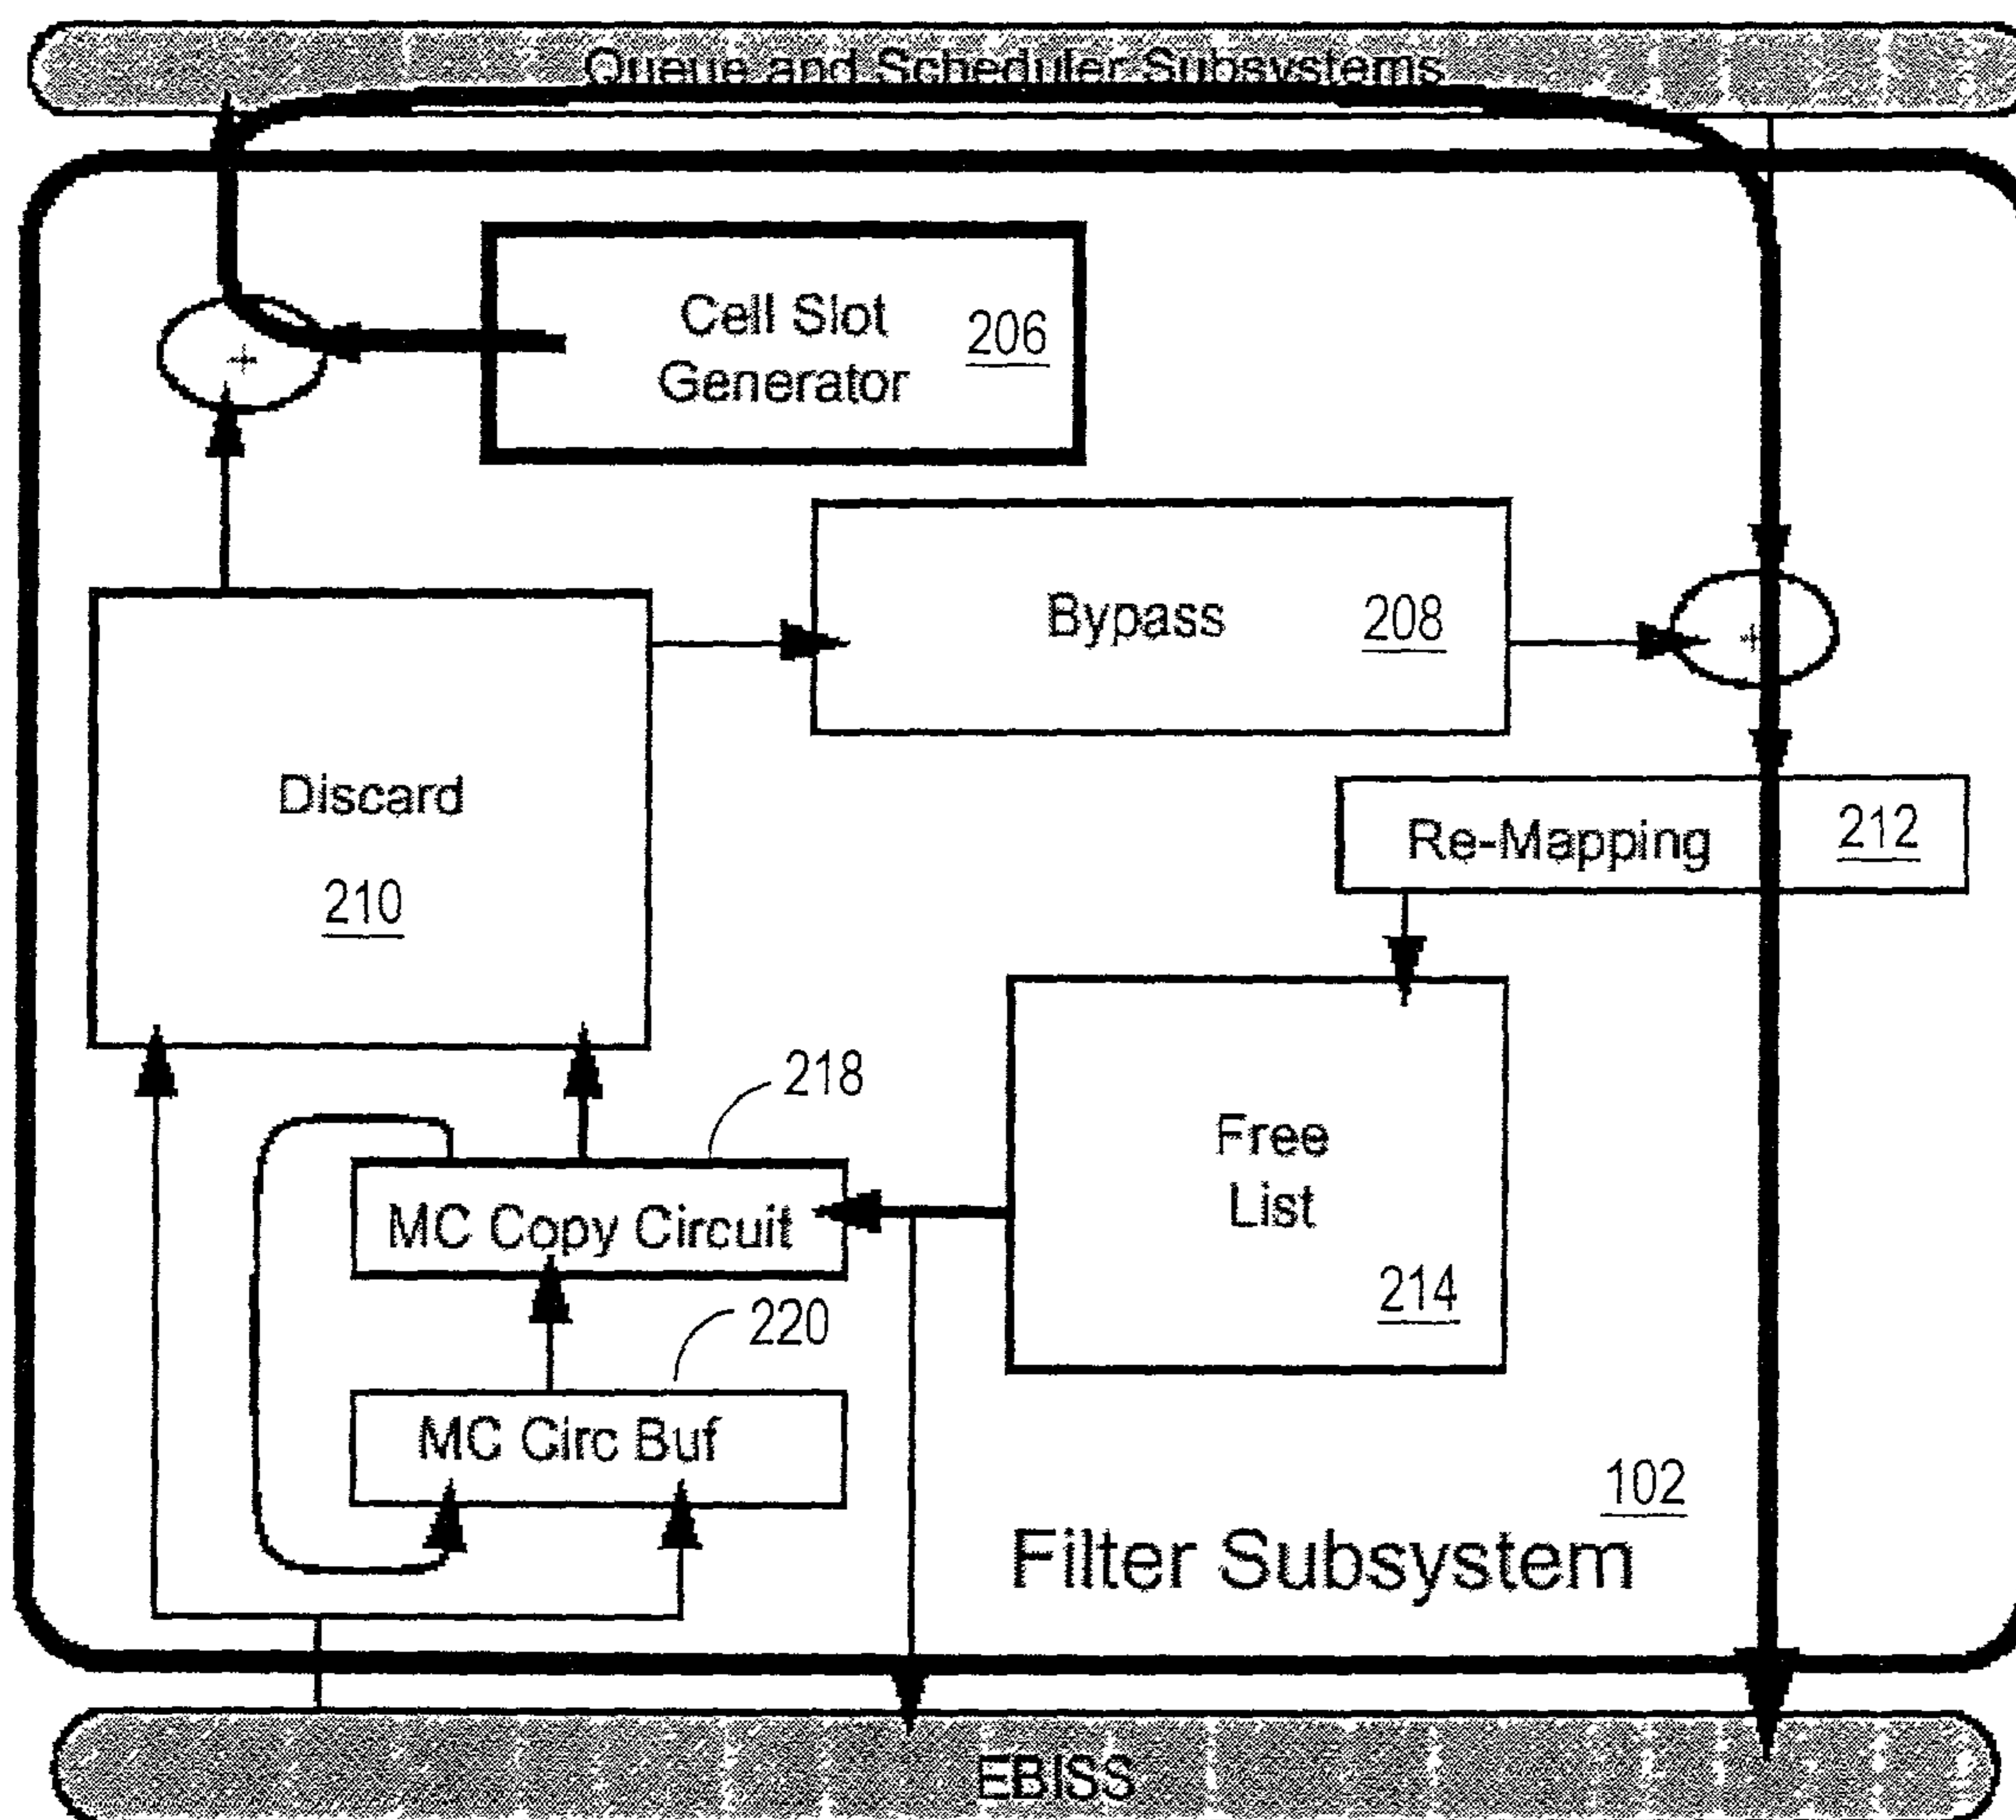 Queue and Scheduler Subsystems
Cell Slot
Generator
206
+
Bypass
208
+
Discard
210
Re-Mapping
212
218
MC Copy Circuit
Free
List
214
220
MC Circ Buf
102
Filter Subsystem
EBISS